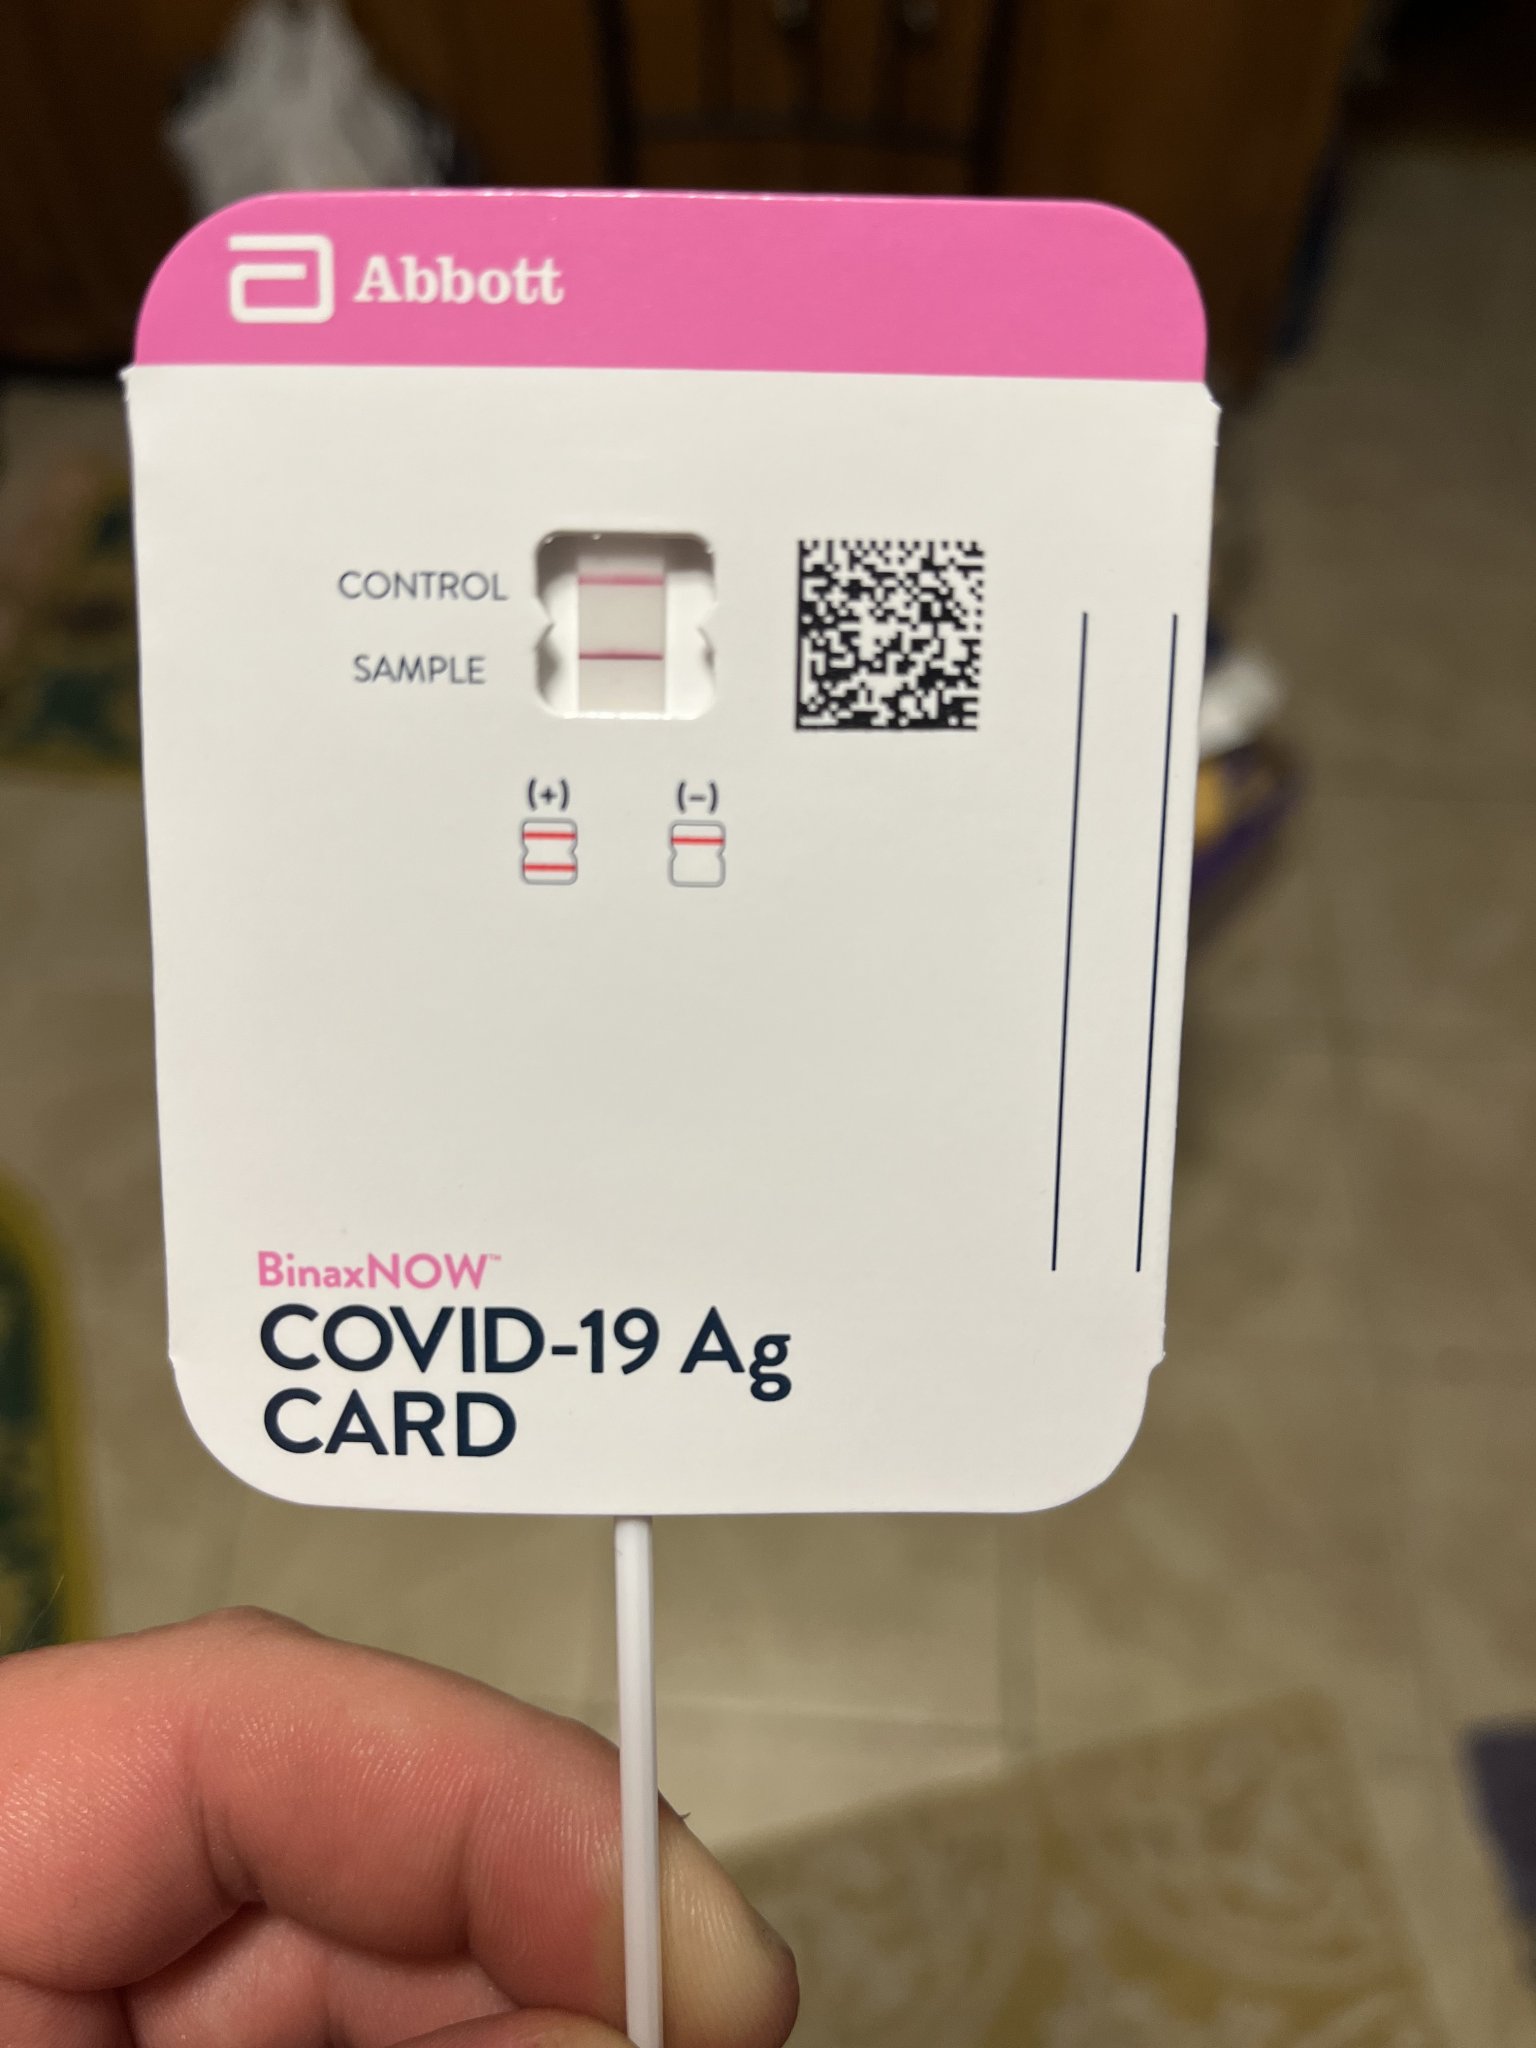 Abbott
CONTROL
SAMPLE
(+) (-)
BinaxNOW™
COVID-19 Ag
CARD